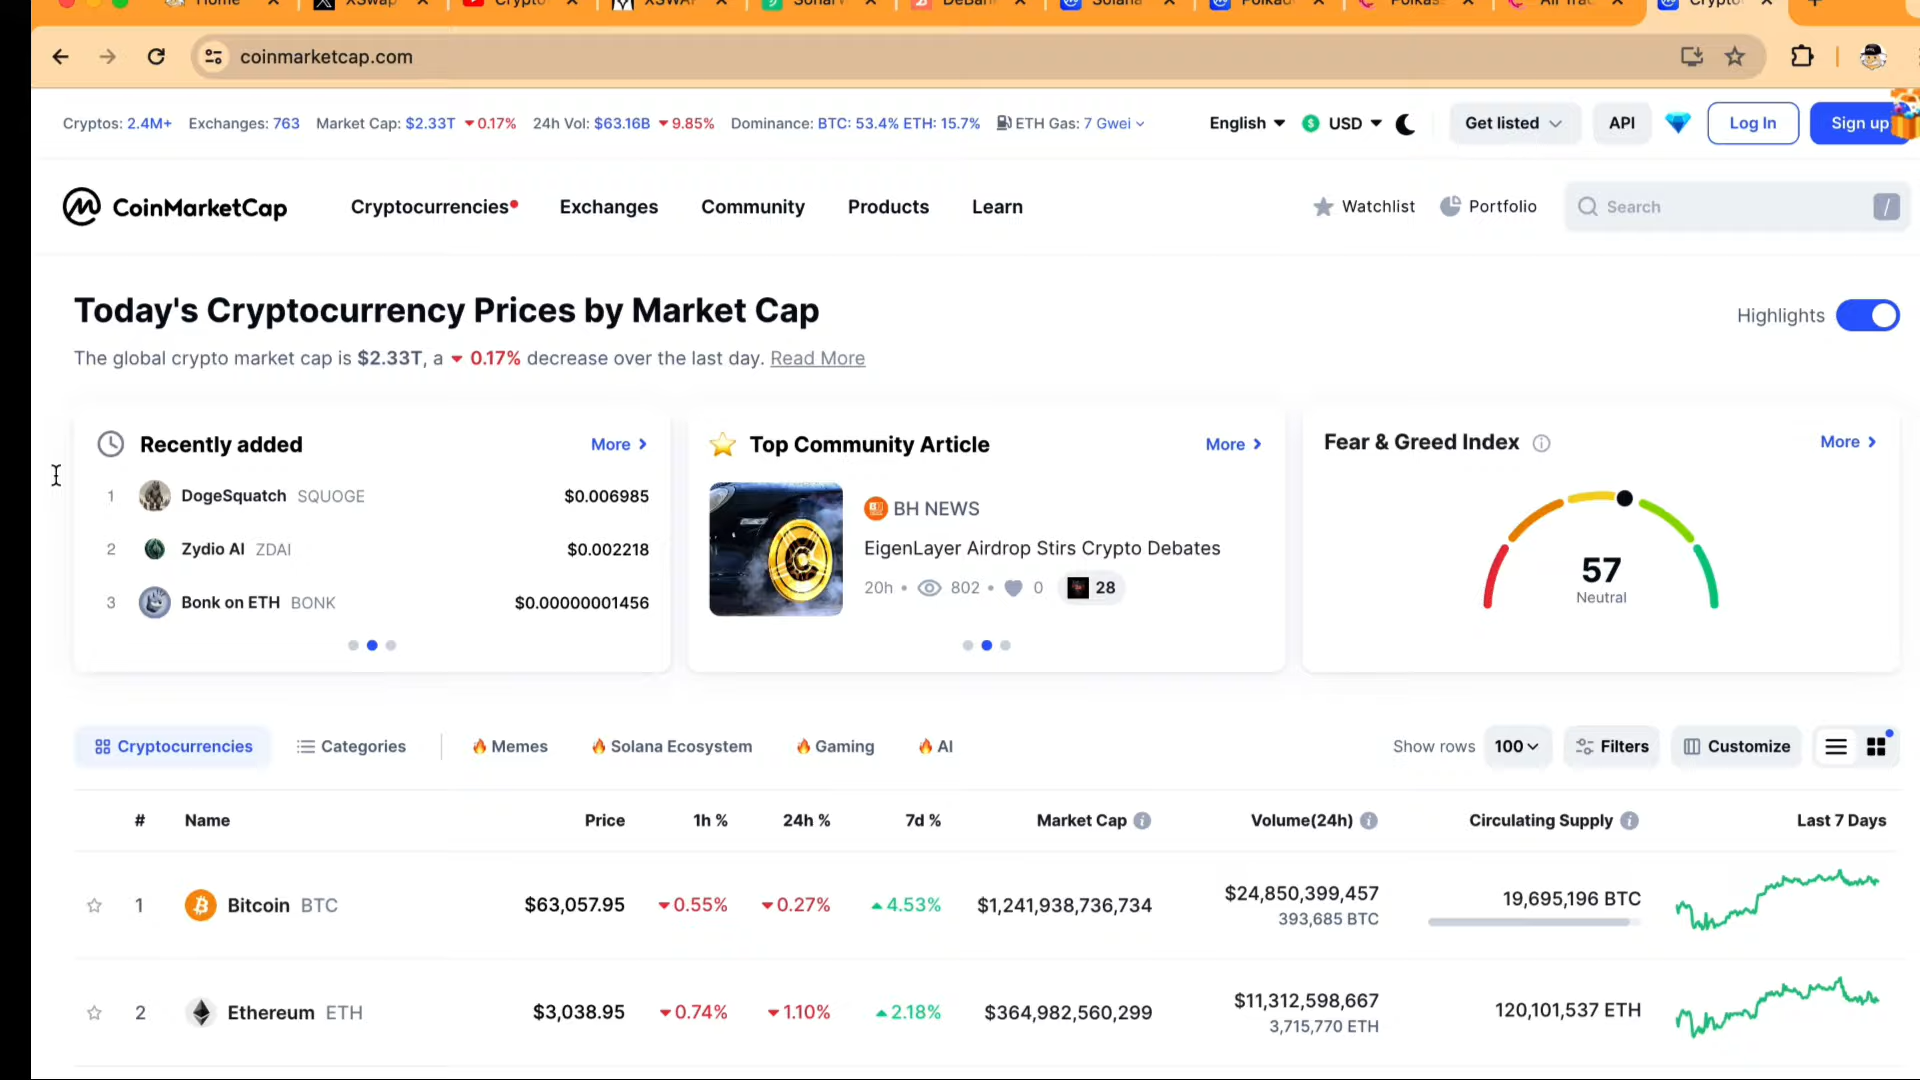 Home XSwap Crypto XSWAP Sonar DeBank Solana Polkad Polkas Crypto
coinmarketcap.com
Cryptos: 2.4M+ Exchanges: 763 Market Cap: $2.33T 0.17% 24h Vol: $63.16B 9.85% Dominance: BTC: 53.4% ETH: 15.7% ETH Gas: 7 Gwei English USD Get listed API Log In Sign up
CoinMarketCap Cryptocurrencies Exchanges Community Products Learn Watchlist Portfolio Search /
Today's Cryptocurrency Prices by Market Cap
Highlights
The global crypto market cap is $2.33T, a 0.17% decrease over the last day. Read More
Recently added More
1 DogeSquatch SQUOGE $0.006985
2 Zydio AI ZDAI $0.002218
3 Bonk on ETH BONK $0.00000001456
Top Community Article More
BH NEWS
EigenLayer Airdrop Stirs Crypto Debates
20h • 802 • 0 28
Fear & Greed Index More
57
Neutral
Cryptocurrencies Categories Memes Solana Ecosystem Gaming AI Show rows 100 Filters Customize
# Name Price 1h % 24h % 7d % Market Cap Volume(24h) Circulating Supply Last 7 Days
1 Bitcoin BTC $63,057.95 0.55% 0.27% 4.53% $1,241,938,736,734 $24,850,399,457 19,695,196 BTC
393,685 BTC
2 Ethereum ETH $3,038.95 0.74% 1.10% 2.18% $364,982,560,299 $11,312,598,667 120,101,537 ETH
3,715,770 ETH